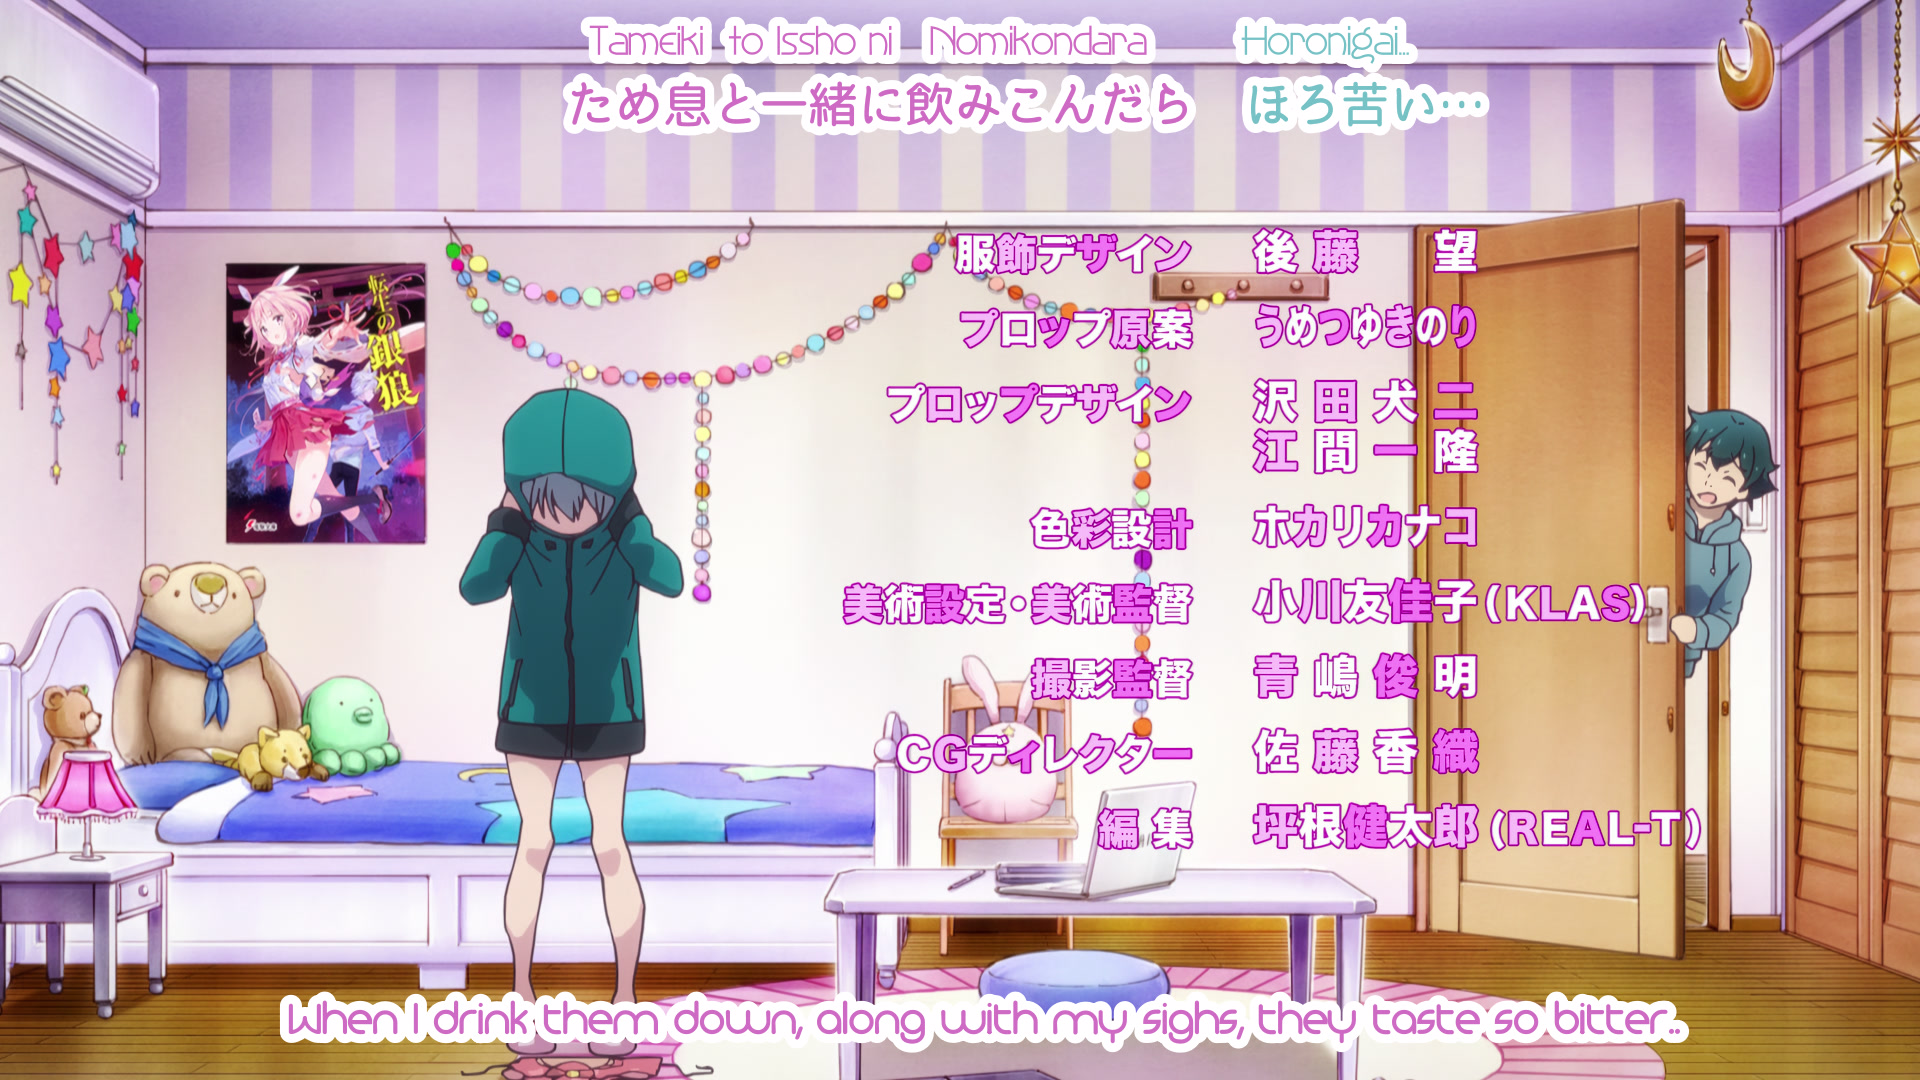 Tameiki to Issho ni Nomikondara Horonigai...
ため息と一緒に飲みこんだら ほろ苦い…
転生の銀狼
服飾デザイン 後藤 望
プロップ原案 うめつゆきのり
プロップデザイン 沢田犬二
江間一隆
色彩設計 ホカリカナコ
美術設定・美術監督 小川友佳子(KLAS)
撮影監督 青嶋俊明
CGディレクター 佐藤香織
編集 坪根健太郎(REAL-T)
When I drink them down, along with my sighs, they taste so bitter..